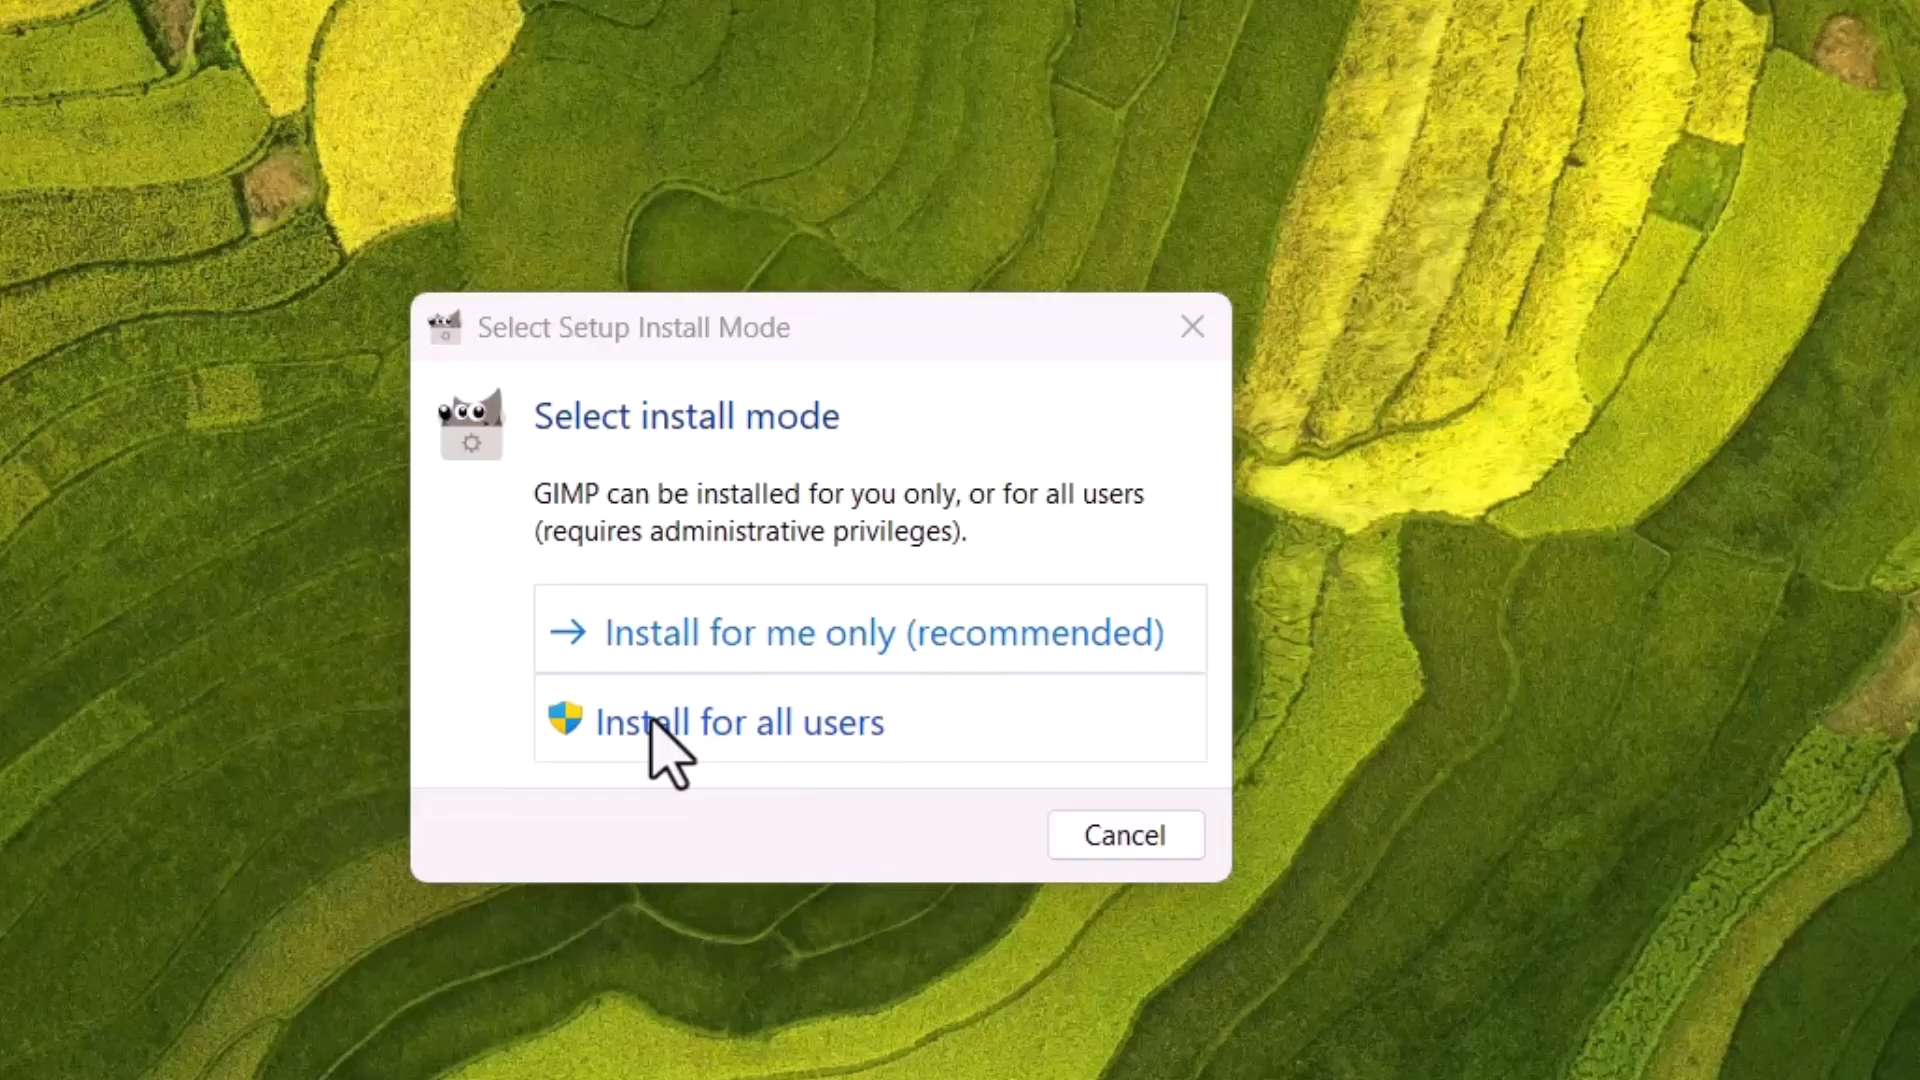 Select Setup Install Mode
Select install mode
GIMP can be installed for you only, or for all users
(requires administrative privileges).
Install for me only (recommended)
Install for all users
Cancel